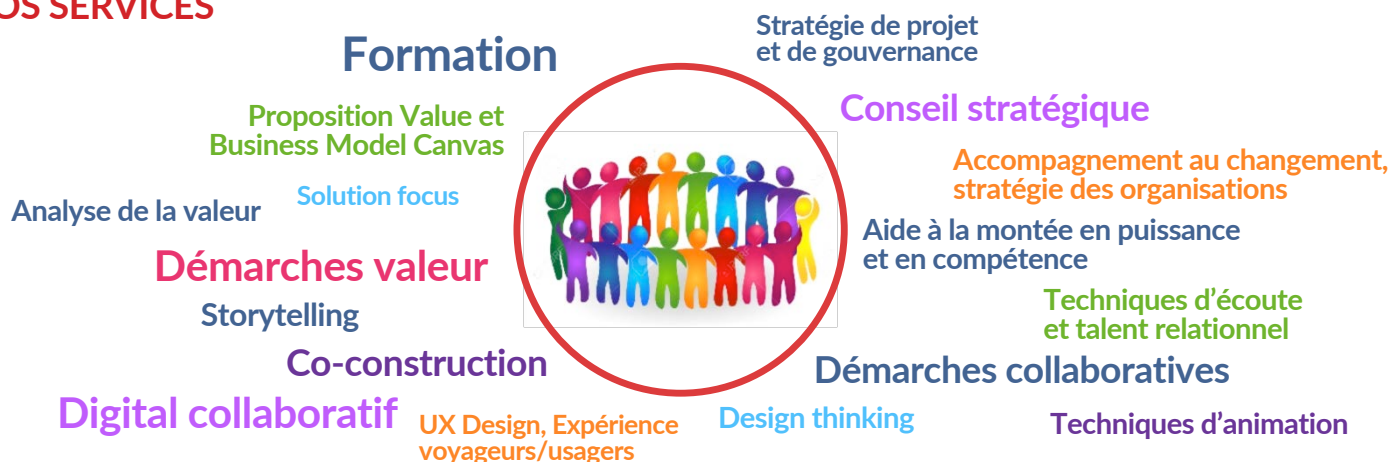 OS SERVICES
Formation
Stratégie de projet
et de gouvernance
Proposition Value et
Business Model Canvas
Conseil stratégique
Accompagnement au changement,
stratégie des organisations
Solution focus
Analyse de la valeur
Aide à la montée en puissance
et en compétence
Démarches valeur
Storytelling
Techniques d’écoute
et talent relationnel
Co-construction
Démarches collaboratives
Digital collaboratif
UX Design, Expérience
voyageurs/usagers
Design thinking
Techniques d’animation